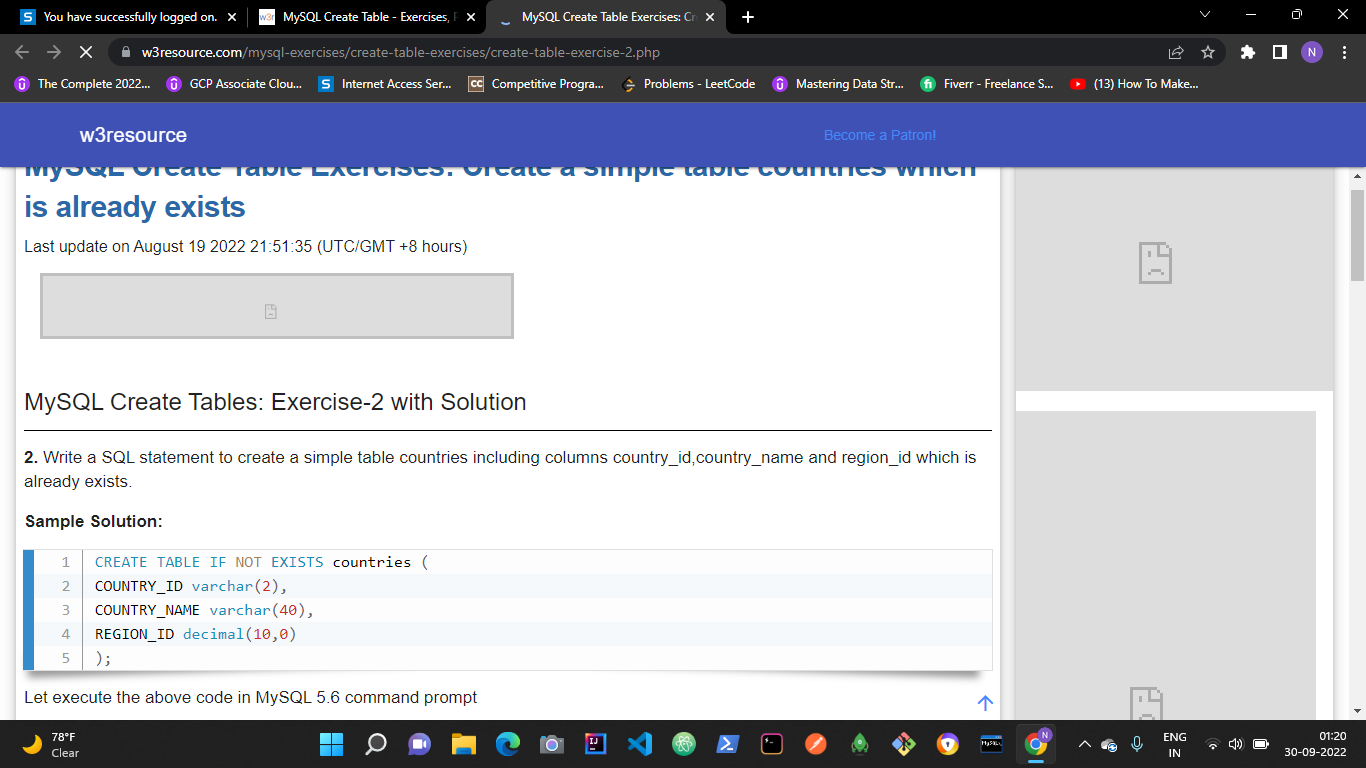 You have successfully logged on.
MySQL Create Table - Exercises, P
MySQL Create Table Exercises: Cr
w3resource.com/mysql-exercises/create-table-exercises/create-table-exercise-2.php
N
The Complete 2022...
GCP Associate Clou...
Internet Access Ser...
Competitive Progra...
Problems - LeetCode
Mastering Data Str...
Fiverr - Freelance S...
(13) How To Make...
w3resource
Become a Patron!
MySQL Create Table Exercises: Create a simple table countries which
is already exists
Last update on August 19 2022 21:51:35 (UTC/GMT +8 hours)
MySQL Create Tables: Exercise-2 with Solution
2. Write a SQL statement to create a simple table countries including columns country_id,country_name and region_id which is
already exists.
Sample Solution:
1 CREATE TABLE IF NOT EXISTS countries (
2 COUNTRY_ID varchar(2),
3 COUNTRY_NAME varchar(40),
4 REGION_ID decimal(10,0)
5 );
Let execute the above code in MySQL 5.6 command prompt
78°F
Clear
ENG
IN
01:20
30-09-2022